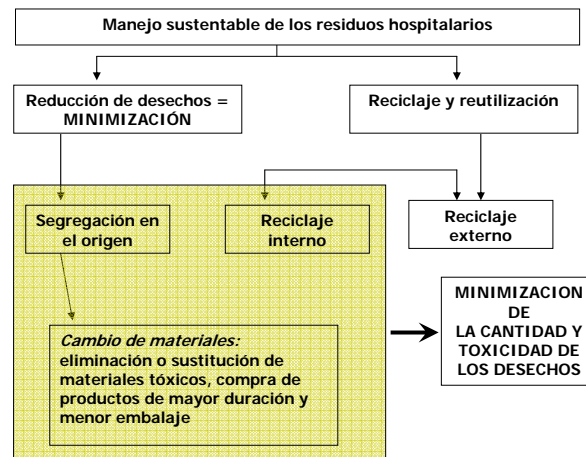 Manejo sustentable de los residuos hospitalarios
Reducción de desechos =
MINIMIZACIÓN
Reciclaje y reutilización
Segregación en
el origen
Reciclaje
interno
Reciclaje
externo
Cambio de materiales:
eliminación o sustitución de
materiales tóxicos, compra de
productos de mayor duración y
menor embalaje
MINIMIZACION
DE
LA CANTIDAD Y
TOXICIDAD DE
LOS DESECHOS